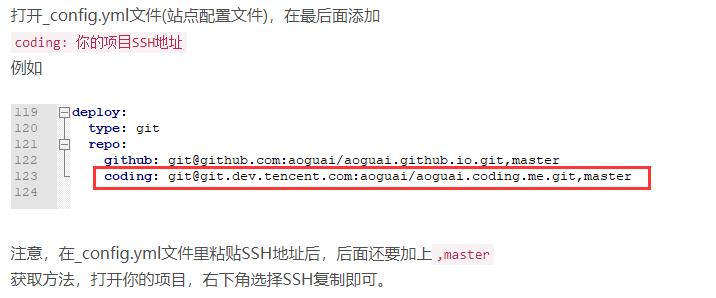 打开_config.yml文件(站点配置文件)，在最后面添加
coding: 你的项目SSH地址
例如
119 deploy:
120 type: git
121 repo:
122 github: git@github.com:aoguai/aoguai.github.io.git,master
123 coding: git@git.dev.tencent.com:aoguai/aoguai.coding.me.git,master
124
注意，在_config.yml文件里粘贴SSH地址后，后面还要加上 ,master
获取方法，打开你的项目，右下角选择SSH复制即可。